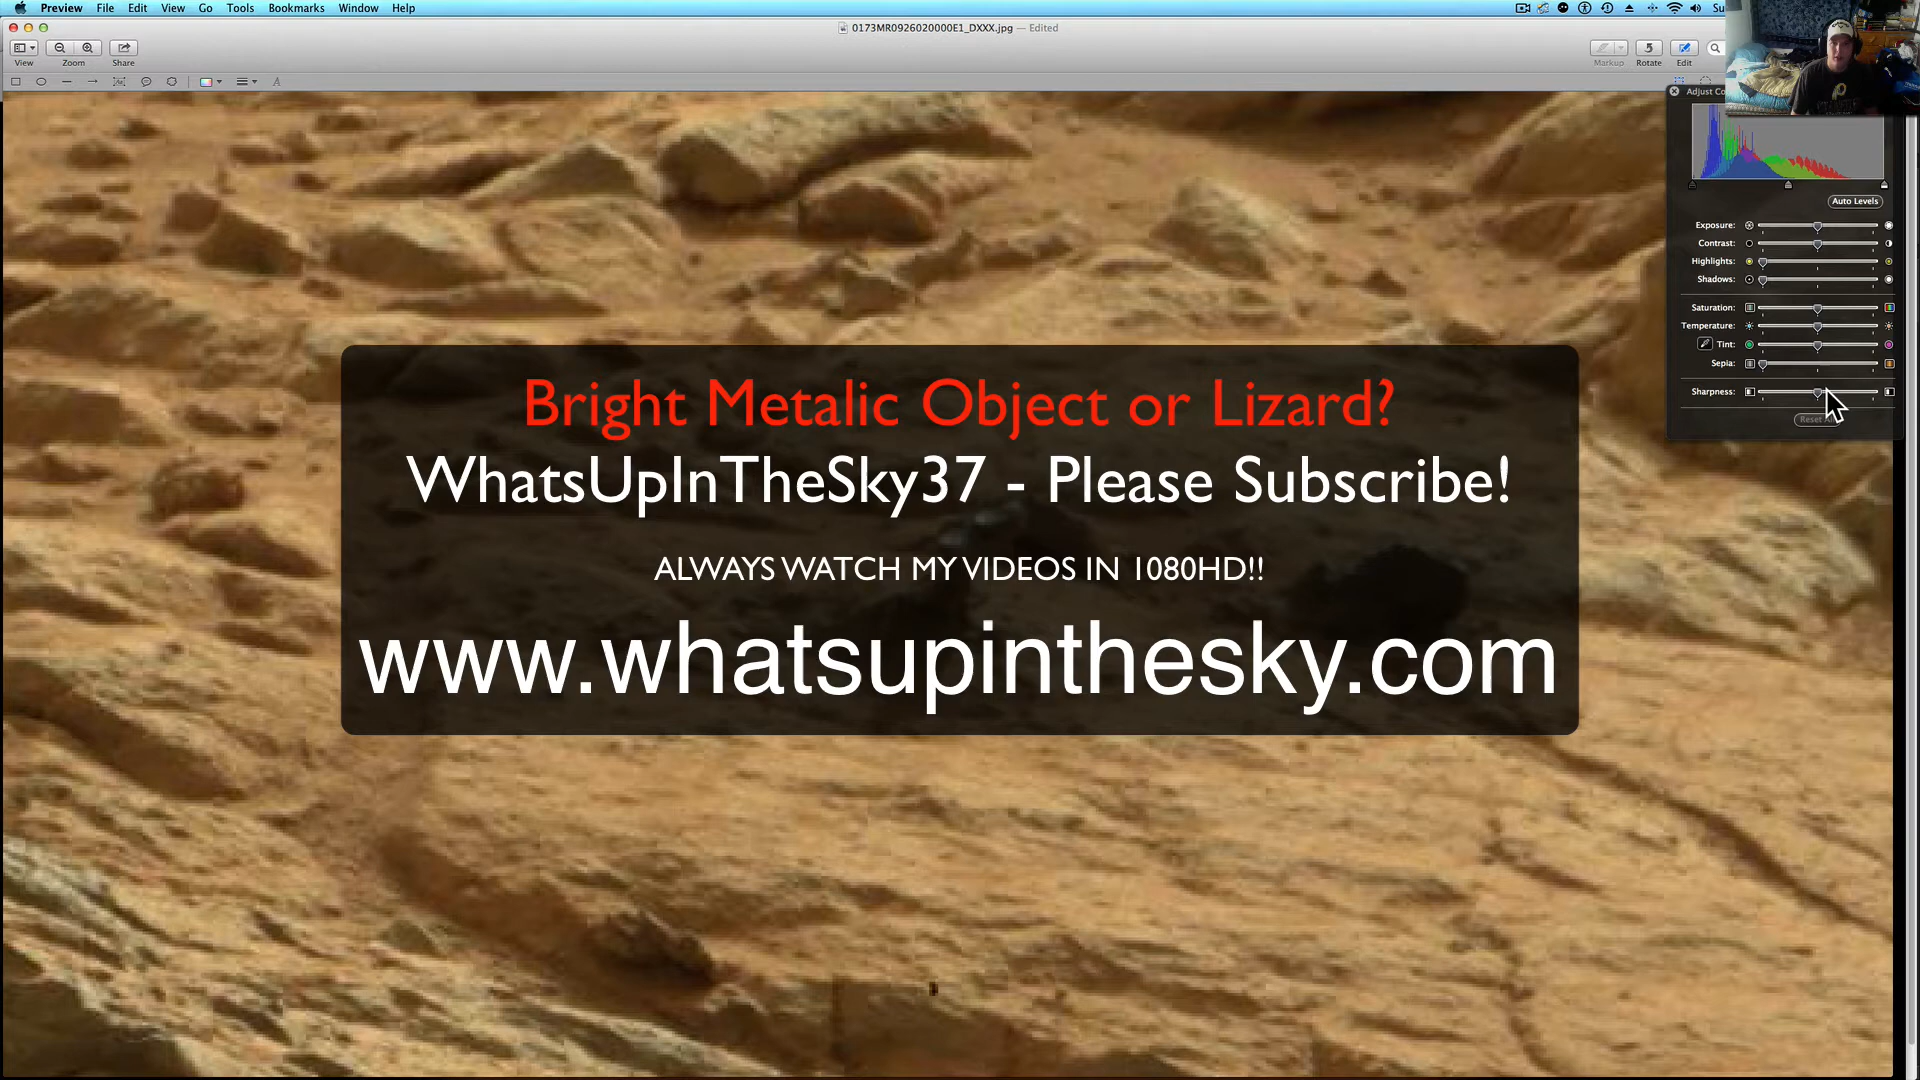 Preview File Edit View Go Tools Bookmarks Window Help Su
0173MR0926020000E1_DXXX.jpg — Edited
View Zoom Share Markup Rotate Edit
Adjust Co
Auto Levels
Exposure:
Contrast:
Highlights:
Shadows:
Saturation:
Temperature:
Tint:
Sepia:
Sharpness:
Reset A
Bright Metalic Object or Lizard?
WhatsUpInTheSky37 - Please Subscribe!
ALWAYS WATCH MY VIDEOS IN 1080HD!!
www.whatsupinthesky.com